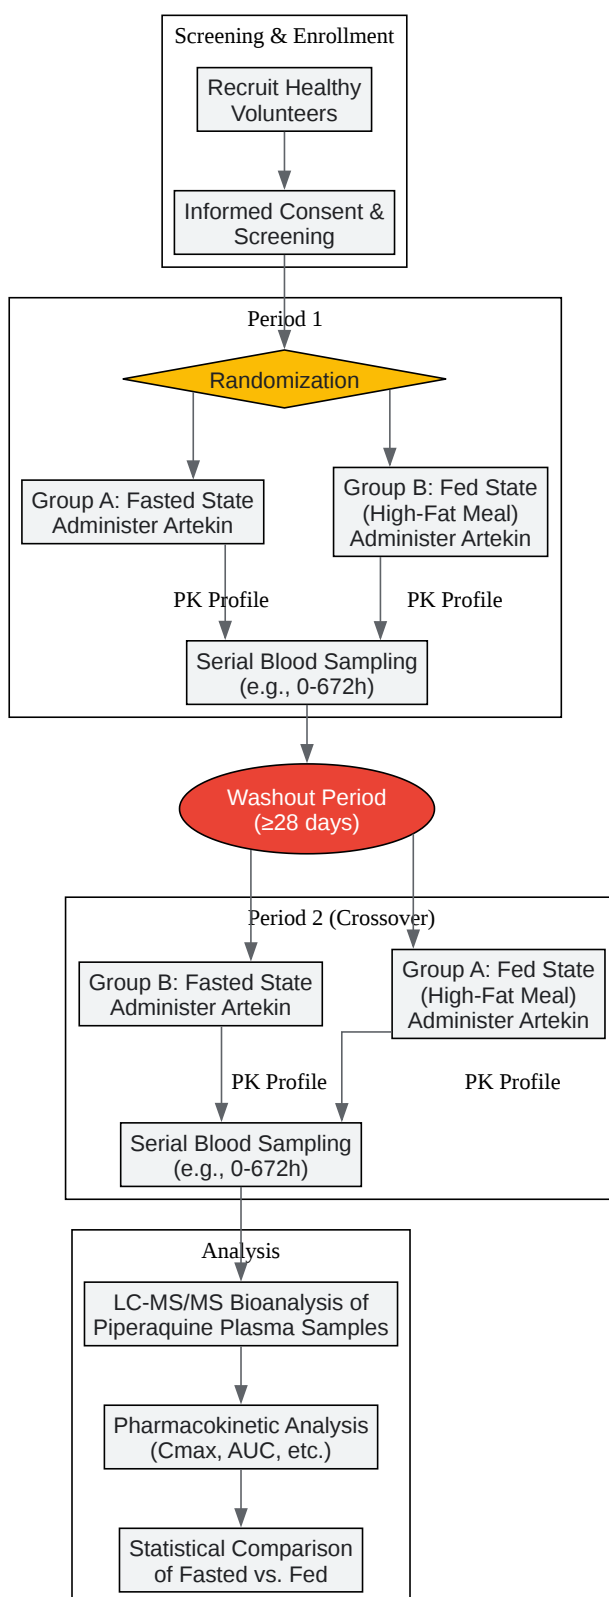 Screening & Enrollment
Recruit Healthy
Volunteers
Informed Consent &
Screening
Period 1
Randomization
Group A: Fasted State
Administer Artekin
Group B: Fed State
(High-Fat Meal)
Administer Artekin
PK Profile
PK Profile
Serial Blood Sampling
(e.g., 0-672h)
Washout Period
(≥28 days)
Period 2 (Crossover)
Group B: Fasted State
Administer Artekin
Group A: Fed State
(High-Fat Meal)
Administer Artekin
PK Profile
PK Profile
Serial Blood Sampling
(e.g., 0-672h)
Analysis
LC-MS/MS Bioanalysis of
Piperaquine Plasma Samples
Pharmacokinetic Analysis
(Cmax, AUC, etc.)
Statistical Comparison
of Fasted vs. Fed